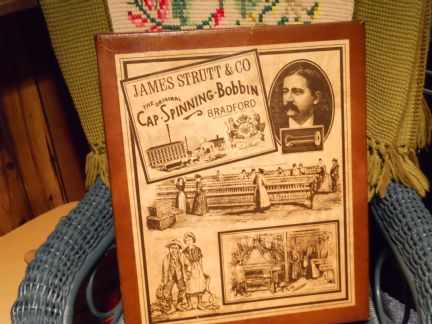 JAMES STRUTT & CO
THE ORIGINAL
CAP-SPINNING-BOBBIN
BRADFORD